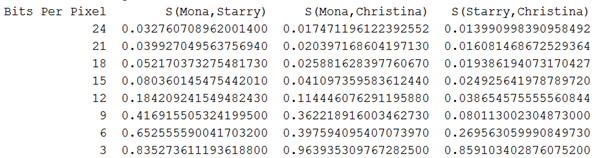 Bits Per Pixel S(Mona,Starry) S(Mona,Christina) S(Starry,Christina)
24 0.032760708962001400 0.017471196122392552 0.013990998390958492
21 0.039927049563756940 0.020397168604197130 0.016081468672529364
18 0.052170373275481730 0.025881628397760670 0.019386194073170427
15 0.080360145475442010 0.041097359583612440 0.024925641978789720
12 0.184209241549482430 0.114446076291195880 0.038654575555560844
9 0.416915505324199500 0.362218916003462730 0.080113002304873000
6 0.652555590041703200 0.397594095407073970 0.269563059990849730
3 0.835273611193618800 0.963935309767282500 0.859103402876075200